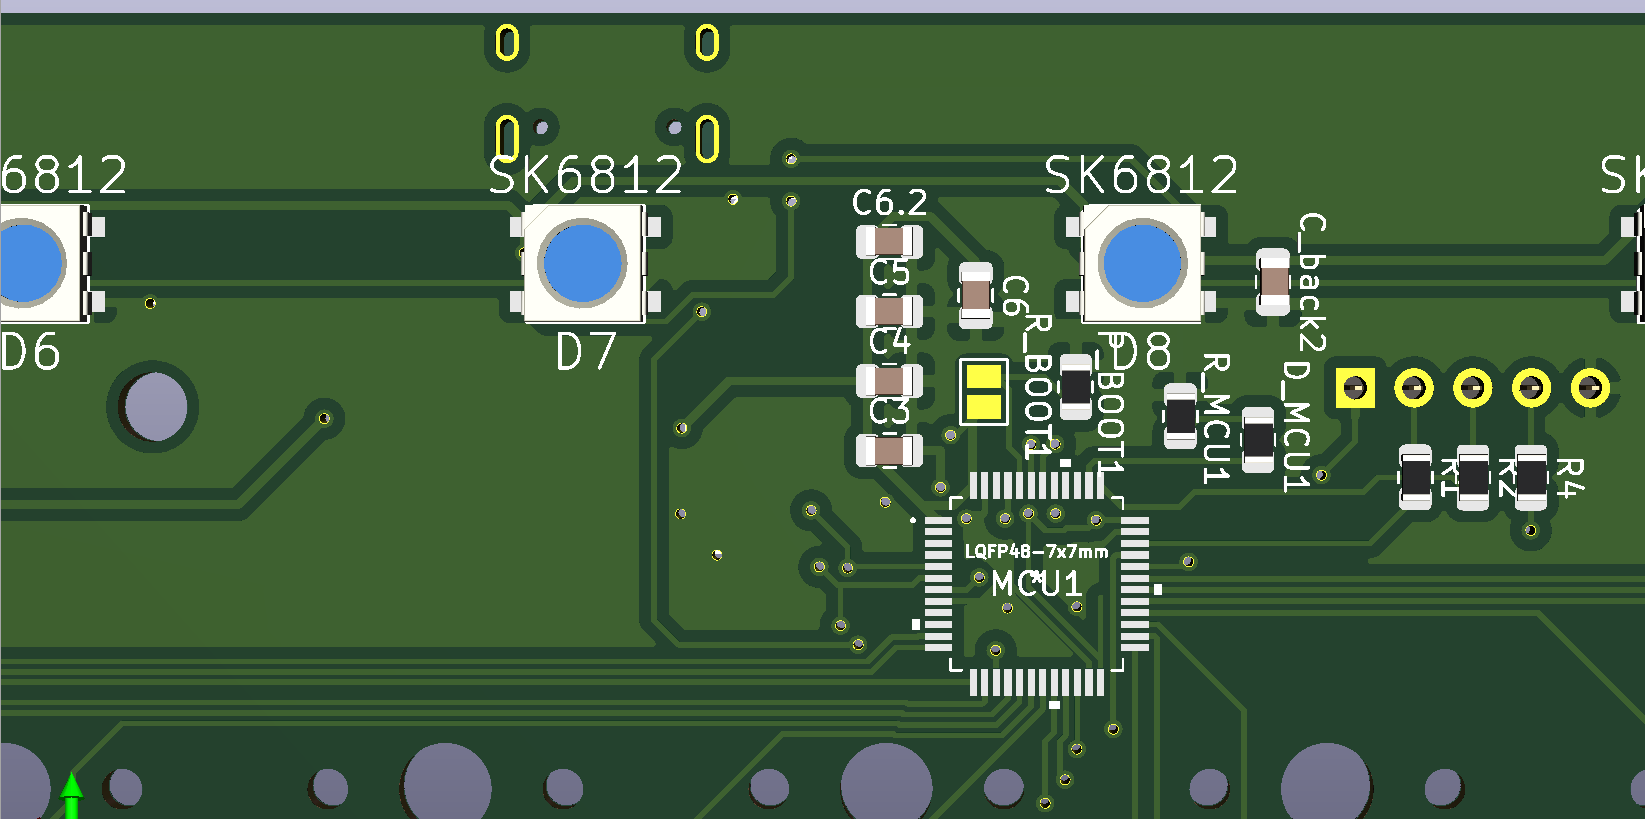 6812
SK6812
SK6812
SK
C6.2
C_back2
C5
C6
R_BOOT1
C4
D6
D7
D8
P_BOOT1
R_MCU1
D_MCU1
C3
R1
R2
R4
LQFP48-7x7mm
MCU1